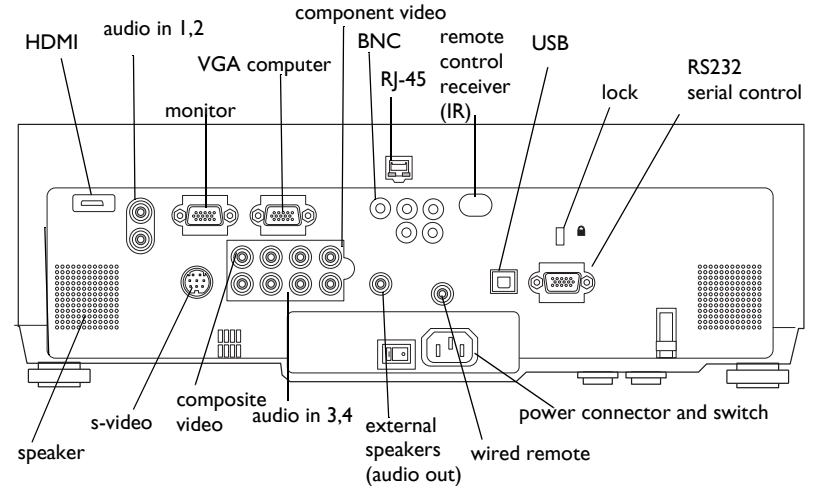 component video
audio in 1,2
HDMI
BNC
remote
control
receiver
(IR)
USB
VGA computer
RJ-45
RS232
serial control
lock
monitor
s-video
composite
video
audio in 3,4
external
speakers
(audio out)
power connector and switch
wired remote
speaker